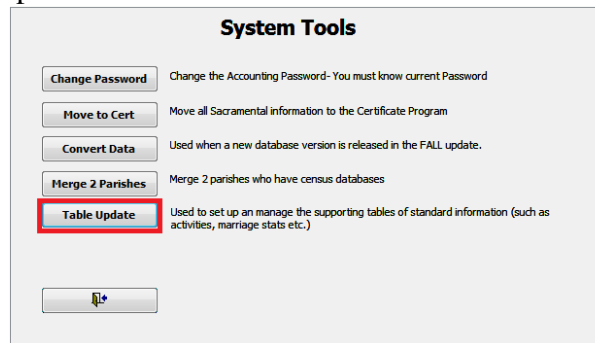 System Tools
Change Password Change the Accounting Password- You must know current Password
Move to Cert Move all Sacramental information to the Certificate Program
Convert Data Used when a new database version is released in the FALL update.
Merge 2 Parishes Merge 2 parishes who have census databases
Table Update Used to set up an manage the supporting tables of standard information (such as
activities, marriage stats etc.)